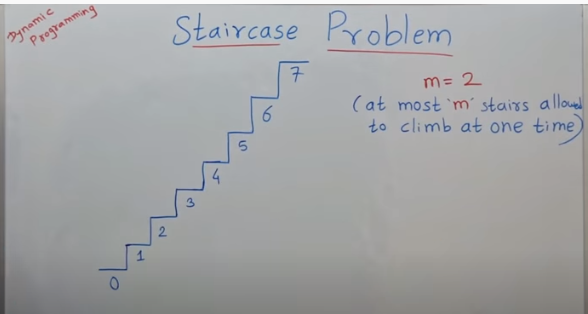 Dynamic
Programming
Staircase Problem
m= 2
(at most 'm' stairs allowed
to climb at one time)
7
6
5
4
3
2
1
0